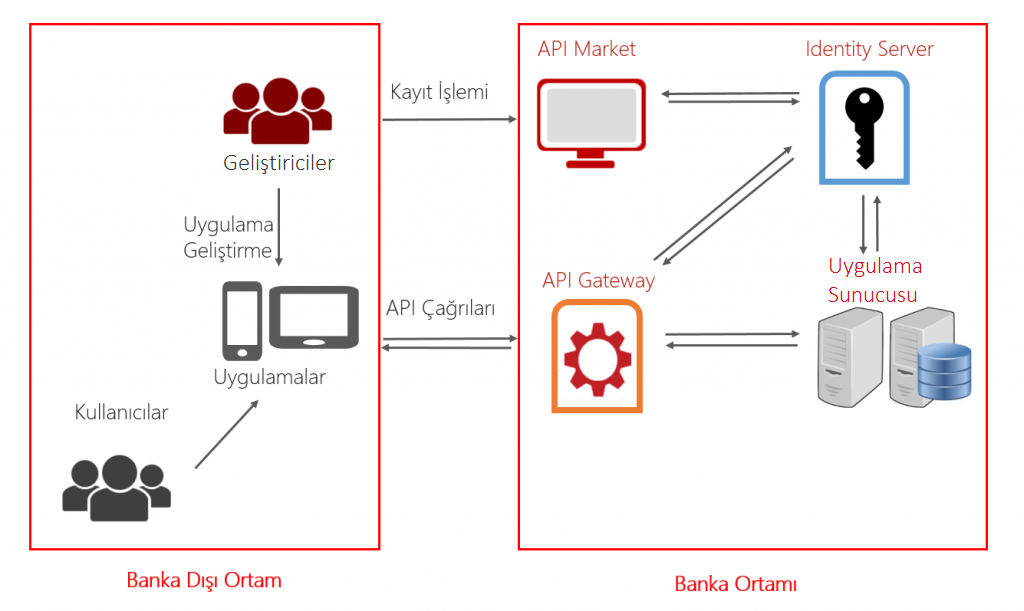 API Market
Identity Server
Kayıt İşlemi
Geliştiriciler
Uygulama
Geliştirme
API Gateway
Uygulama
Sunucusu
API Çağrıları
Uygulamalar
Kullanıcılar
Banka Dışı Ortam
Banka Ortamı